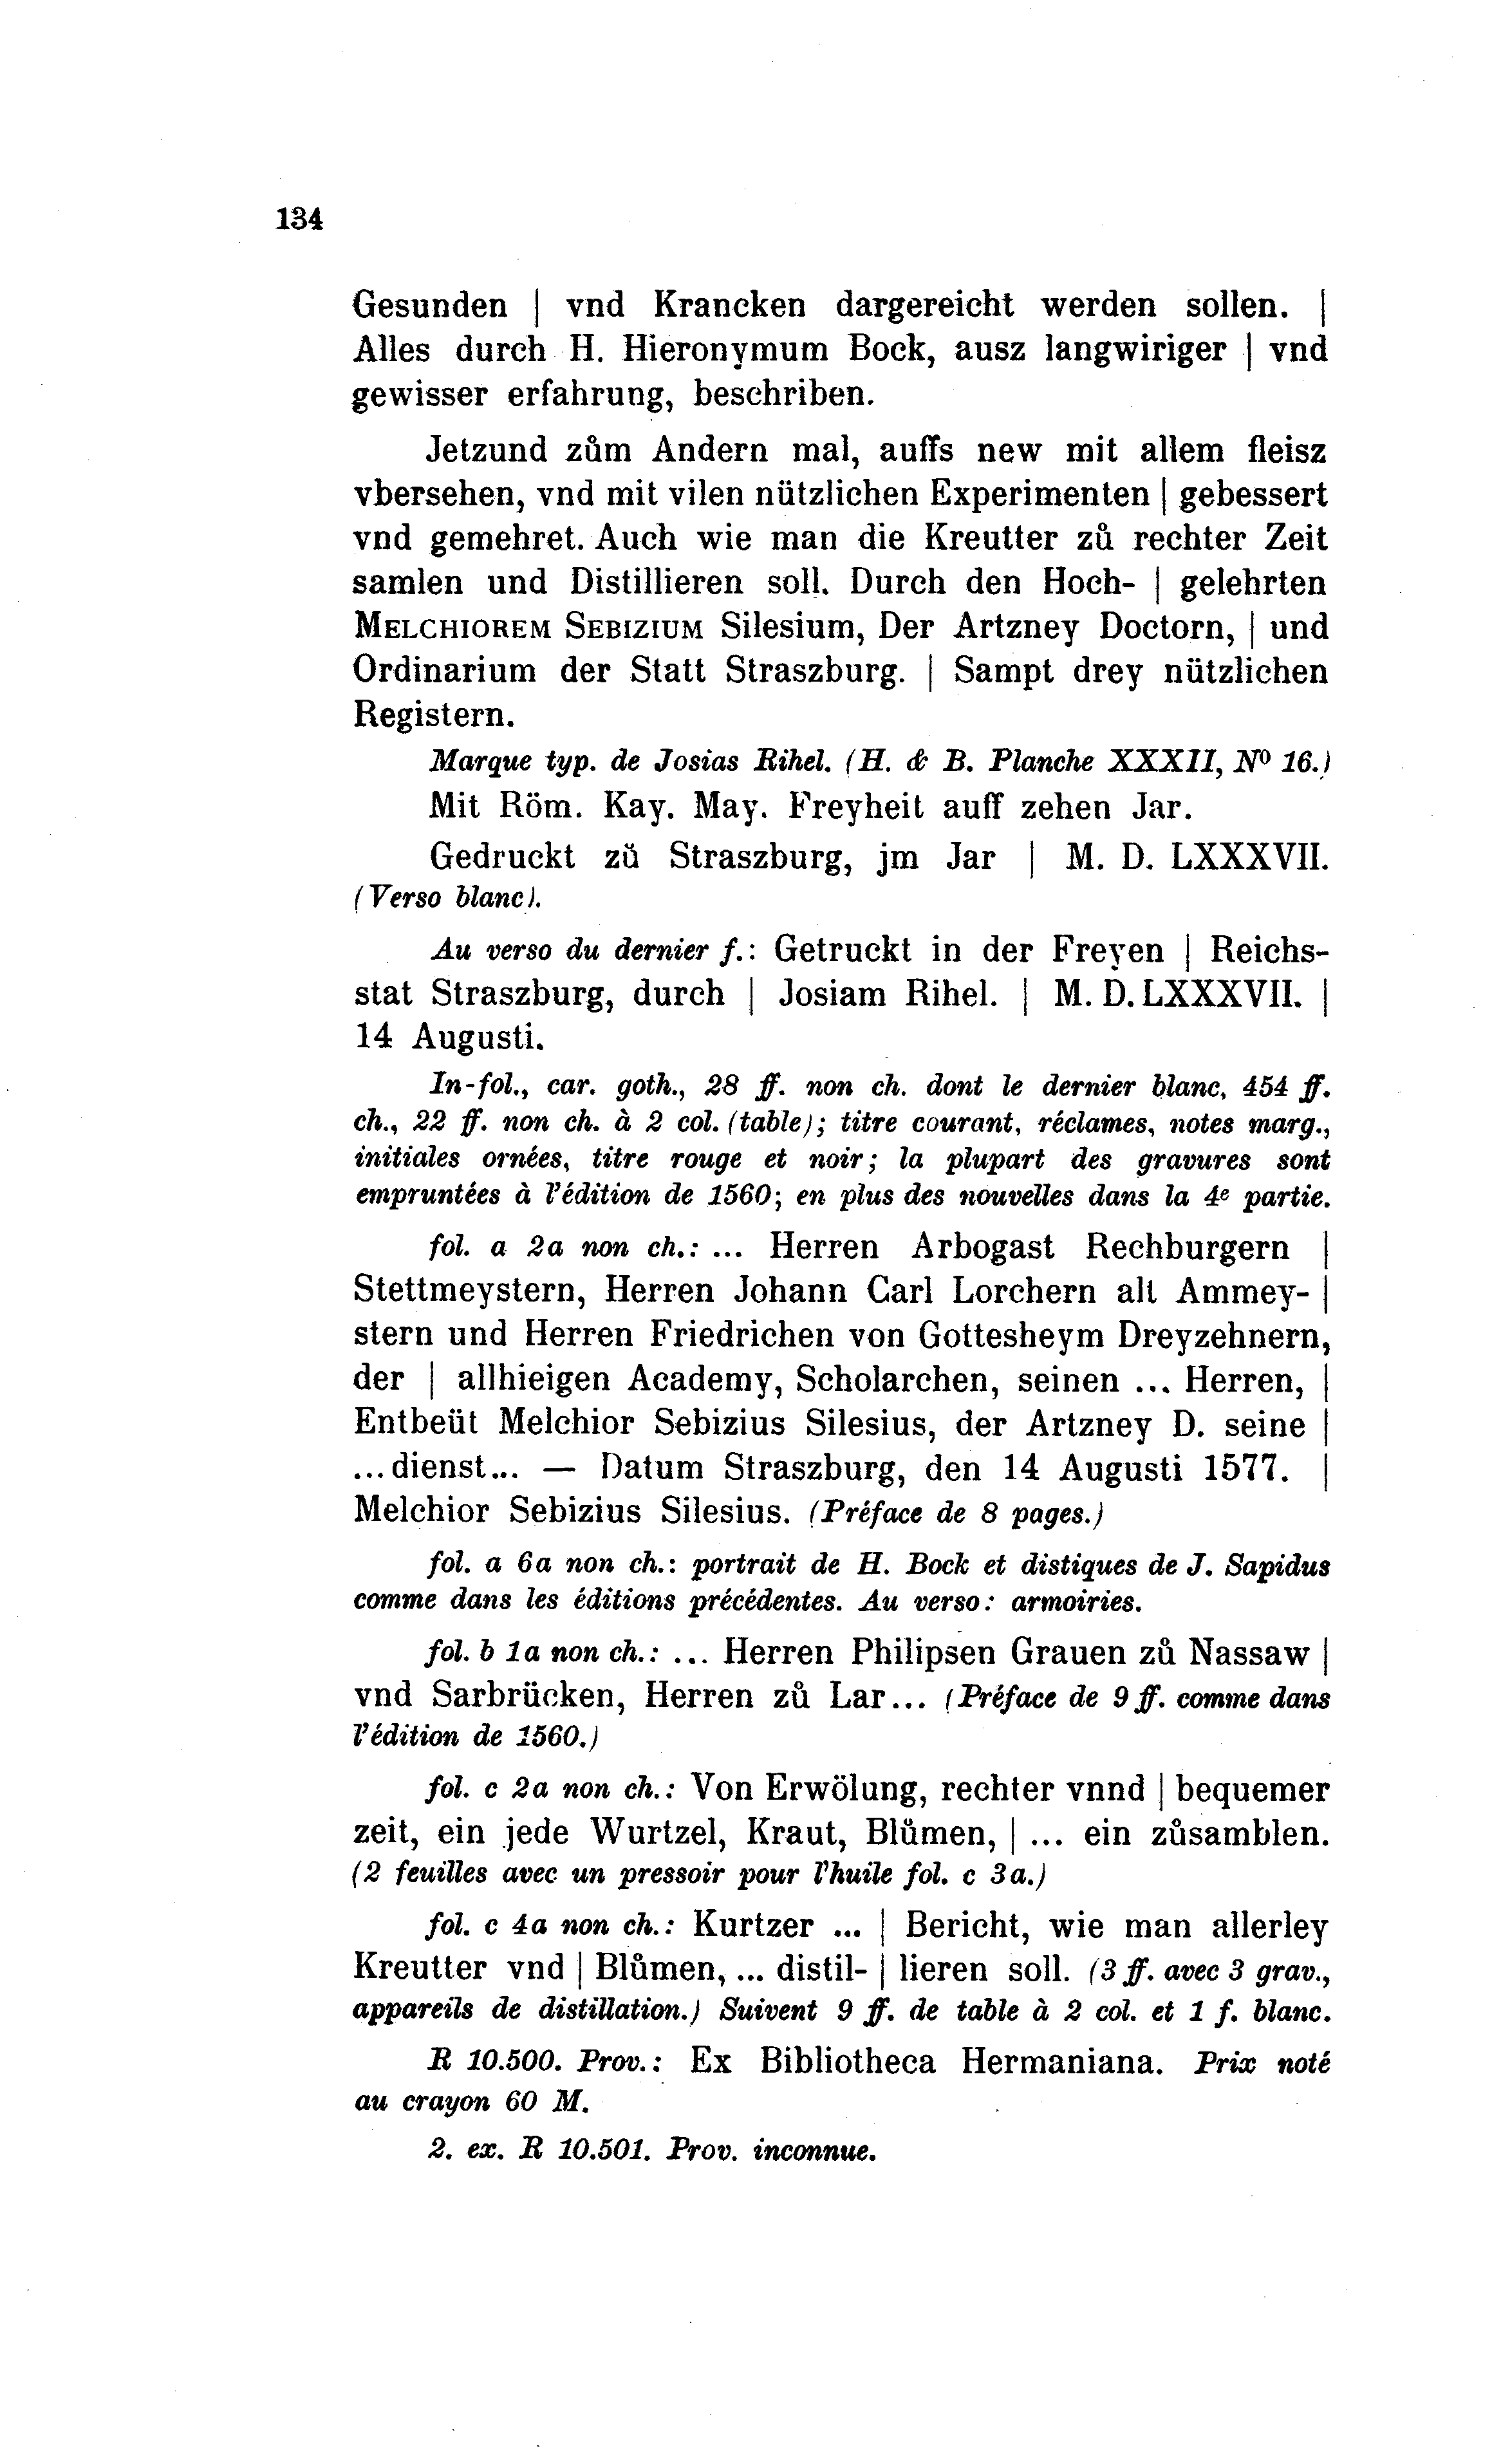 134
Gesunden | vnd Krancken dargereicht werden sollen. |
Alles durch H. Hieronymum Bock, ausz langwiriger | vnd
gewisser erfahrung, beschriben.
Jetzund zům Andern mal, auffs new mit allem fleisz
vbersehen, vnd mit vilen nützlichen Experimenten | gebessert
vnd gemehret. Auch wie man die Kreutter zů rechter Zeit
samlen und Distillieren soll. Durch den Hoch- | gelehrten
MELCHIOREM SEBIZIUM Silesium, Der Artzney Doctorn, | und
Ordinarium der Statt Straszburg. | Sampt drey nützlichen
Registern.
Marque typ. de Josias Rihel. (H. & B. Planche XXXII, Nº 16.)
Mit Röm. Kay. May. Freyheit auff zehen Jar.
Gedruckt zů Straszburg, jm Jar | M. D. LXXXVII.
(Verso blanc).
Au verso du dernier f.: Getruckt in der Freyen | Reichs-
stat Straszburg, durch | Josiam Rihel. | M. D. LXXXVII. |
14 Augusti.
In-fol., car. goth., 28 ff. non ch. dont le dernier blanc, 454 ff.
ch., 22 ff. non ch. à 2 col. (table); titre courant, réclames, notes marg.,
initiales ornées, titre rouge et noir; la plupart des gravures sont
empruntées à l'édition de 1560; en plus des nouvelles dans la 4e partie.
fol. a 2a non ch.: ... Herren Arbogast Rechburgern |
Stettmeystern, Herren Johann Carl Lorchern alt Ammey- |
stern und Herren Friedrichen von Gottesheym Dreyzehnern,
der | allhieigen Academy, Scholarchen, seinen ... Herren, |
Entbeüt Melchior Sebizius Silesius, der Artzney D. seine |
...dienst... — Datum Straszburg, den 14 Augusti 1577. |
Melchior Sebizius Silesius. (Préface de 8 pages.)
fol. a 6a non ch.: portrait de H. Bock et distiques de J. Sapidus
comme dans les éditions précédentes. Au verso: armoiries.
fol. b 1a non ch.: ... Herren Philipsen Grauen zů Nassaw |
vnd Sarbrücken, Herren zů Lar... (Préface de 9 ff. comme dans
l'édition de 1560.)
fol. c 2a non ch.: Von Erwölung, rechter vnnd | bequemer
zeit, ein jede Wurtzel, Kraut, Blůmen, | ... ein zůsamblen.
(2 feuilles avec un pressoir pour l'huile fol. c 3a.)
fol. c 4a non ch.: Kurtzer ... | Bericht, wie man allerley
Kreutter vnd | Blůmen, ... distil- | lieren soll. (3 ff. avec 3 grav.,
appareils de distillation.) Suivent 9 ff. de table à 2 col. et 1 f. blanc.
R 10.500. Prov.: Ex Bibliotheca Hermaniana. Prix noté
au crayon 60 M.
2. ex. R 10.501. Prov. inconnue.